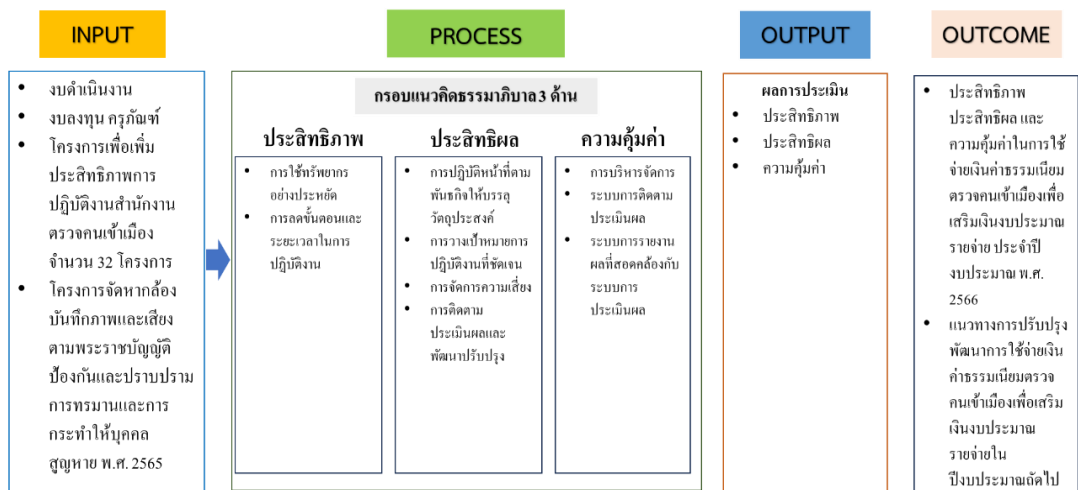 INPUT
• งบดำเนินงาน
• งบลงทุน ครุภัณฑ์
• โครงการเพื่อเพิ่ม
ประสิทธิภาพการ
ปฏิบัติงานสำนักงาน
ตรวจคนเข้าเมือง
จำนวน 32 โครงการ
• โครงการจัดหากล้อง
บันทึกภาพและเสียง
ตามพระราชบัญญัติ
ป้องกันและปราบปราม
การทรมานและการ
กระทำให้บุคคล
สูญหาย พ.ศ. 2565
PROCESS
กรอบแนวคิดธรรมาภิบาล 3 ด้าน
ประสิทธิภาพ
• การใช้ทรัพยากร
อย่างประหยัด
• การลดขั้นตอนและ
ระยะเวลาในการ
ปฏิบัติงาน
ประสิทธิผล
• การปฏิบัติหน้าที่ตาม
พันธกิจให้บรรลุ
วัตถุประสงค์
• การวางเป้าหมายการ
ปฏิบัติงานที่ชัดเจน
• การจัดการความเสี่ยง
• การติดตาม
ประเมินผลและ
พัฒนาปรับปรุง
ความคุ้มค่า
• การบริหารจัดการ
• ระบบการติดตาม
ประเมินผล
• ระบบการรายงาน
ผลที่สอดคล้องกับ
ระบบการ
ประเมินผล
OUTPUT
ผลการประเมิน
• ประสิทธิภาพ
• ประสิทธิผล
• ความคุ้มค่า
OUTCOME
• ประสิทธิภาพ
ประสิทธิผล และ
ความคุ้มค่าในการใช้
จ่ายเงินค่าธรรมเนียม
ตรวจคนเข้าเมืองเพื่อ
เสริมเงินงบประมาณ
รายจ่าย ประจำปี
งบประมาณ พ.ศ.
2566
• แนวทางการปรับปรุง
พัฒนาการใช้จ่ายเงิน
ค่าธรรมเนียมตรวจ
คนเข้าเมืองเพื่อเสริม
เงินงบประมาณ
รายจ่ายใน
ปีงบประมาณถัดไป